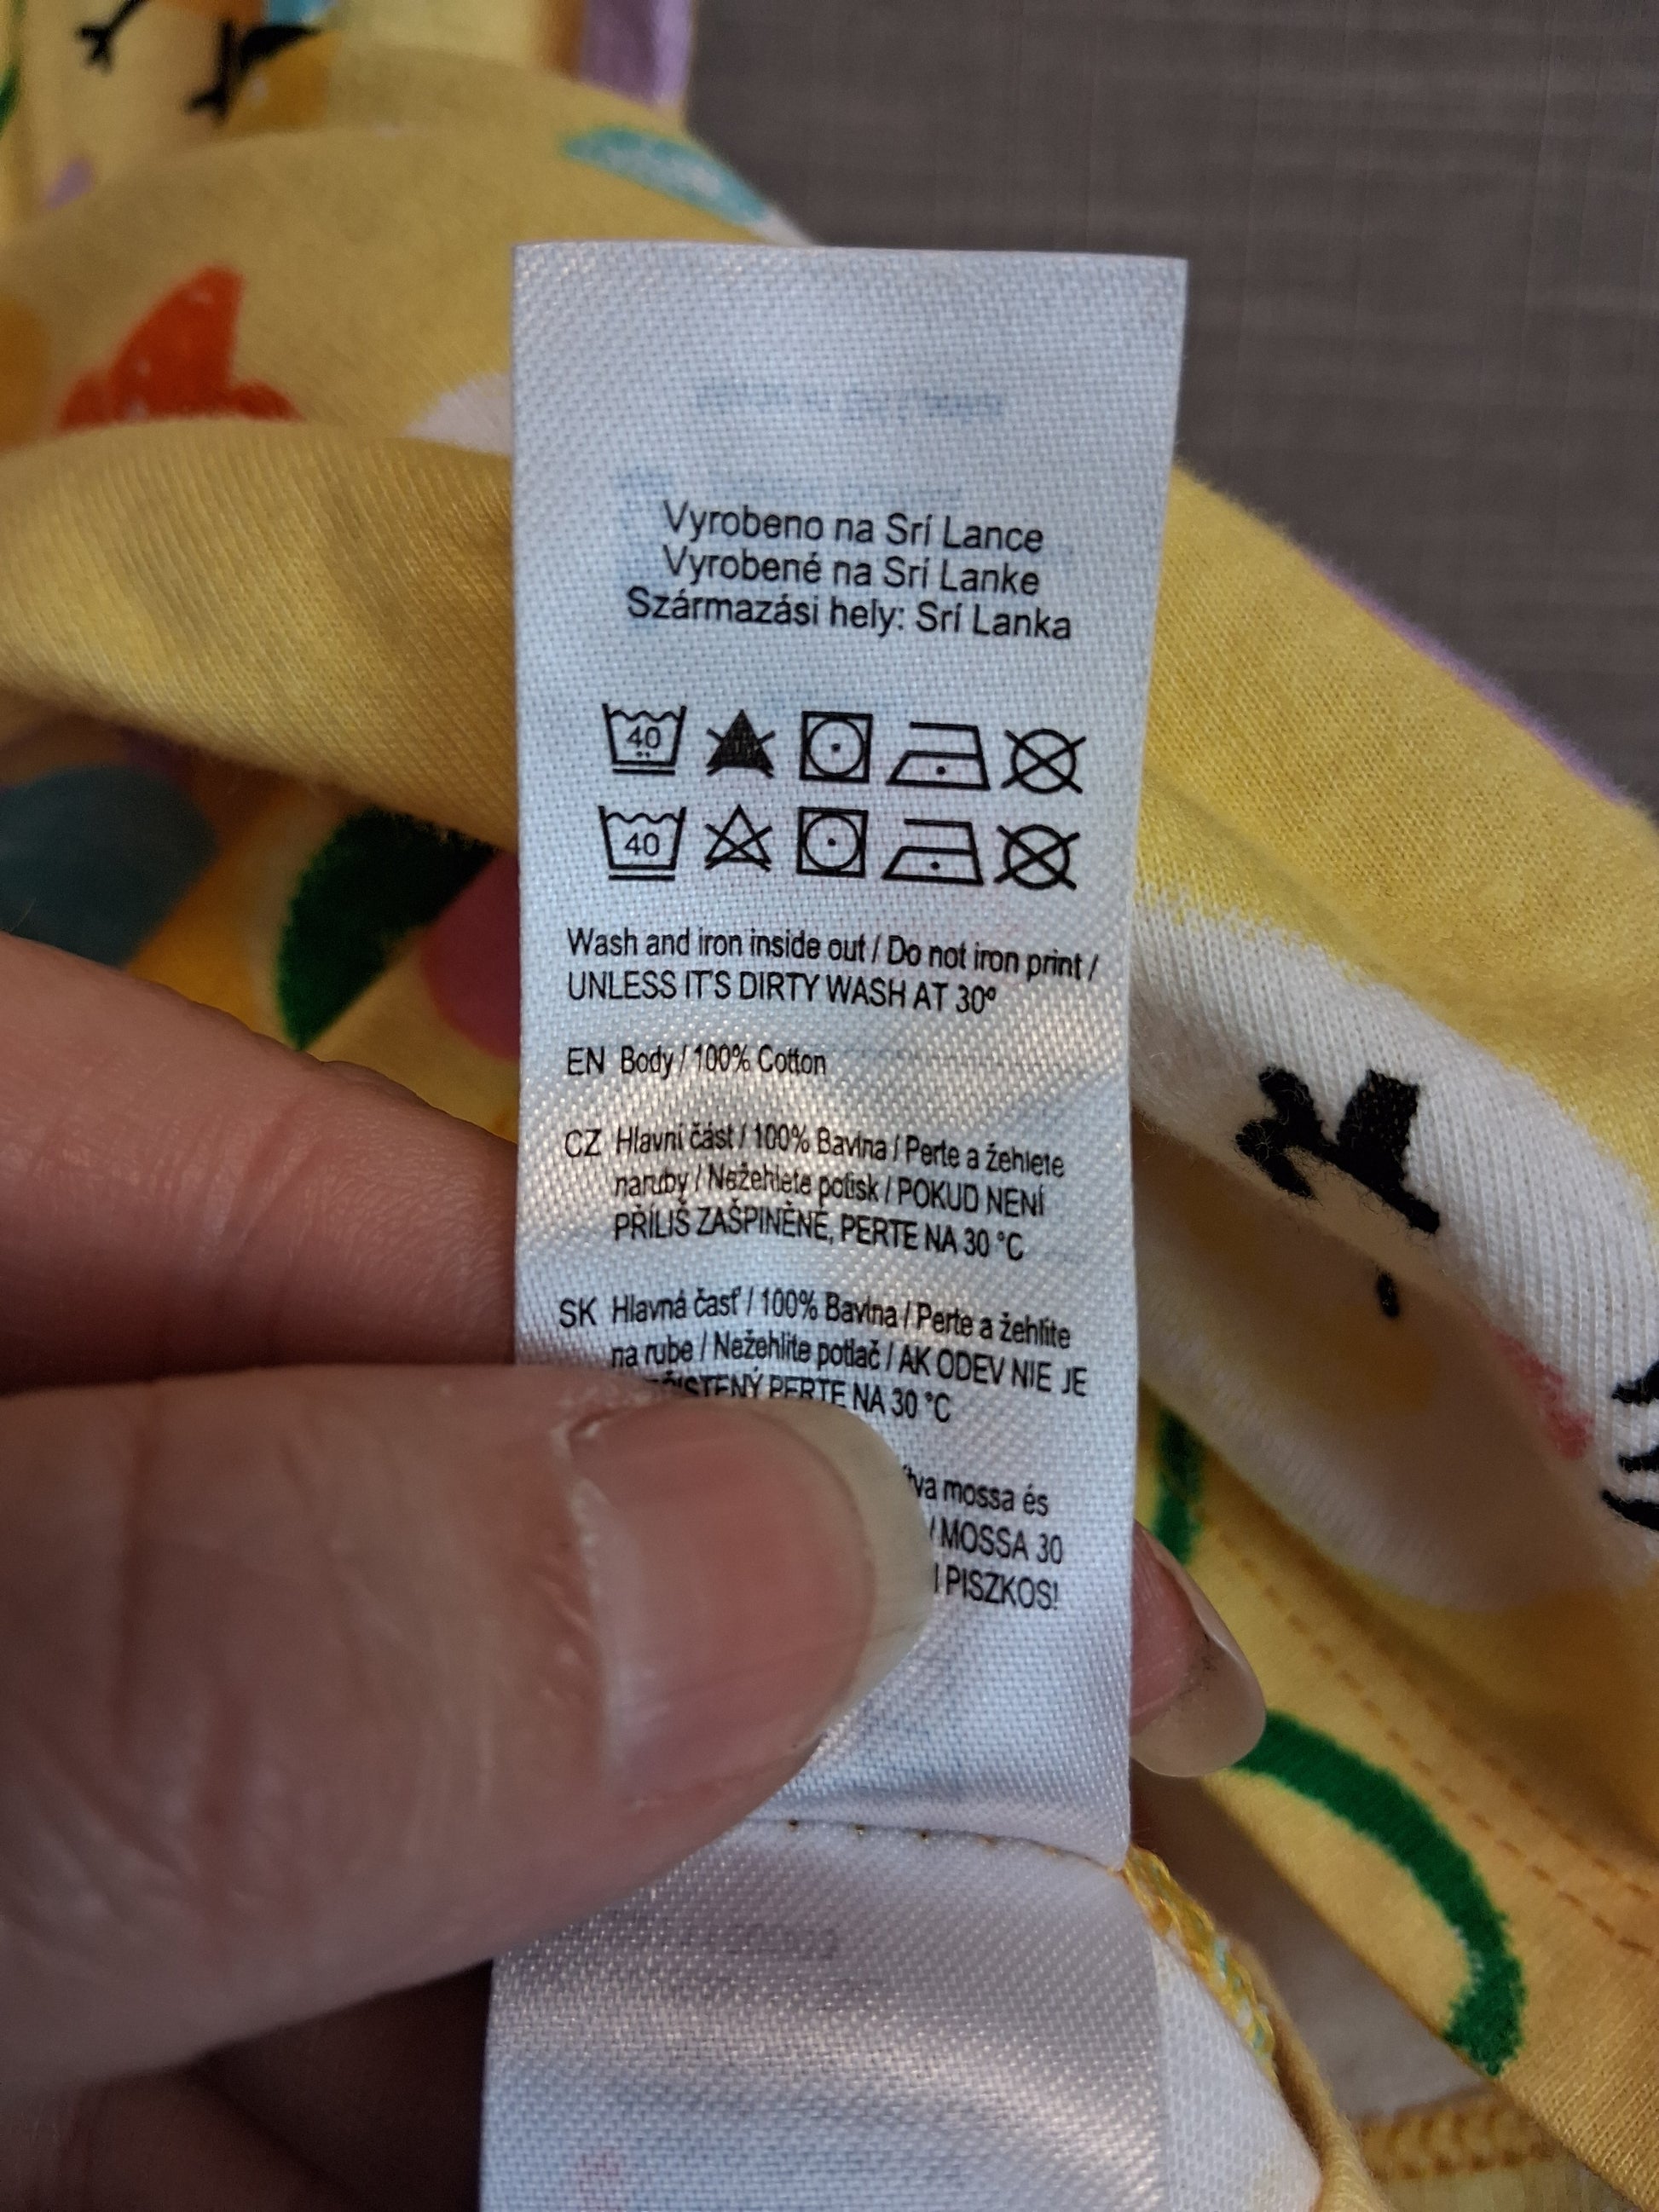 Vyrobeno na Srí Lance
Vyrobené na Srí Lanke
Származási hely: Srí Lanka
40
40
Wash and iron inside out / Do not iron print /
UNLESS IT'S DIRTY WASH AT 30º
EN Body / 100% Cotton
CZ Hlavní část / 100% Bavlna / Perte a žehlete
naruby / Nežehlete potisk / POKUD NENÍ
PŘÍLIŠ ZAŠPINĚNÉ, PERTE NA 30 °C
SK Hlavná časť / 100% Bavlna / Perte a žehlite
na rube / Nežehlite potlač / AK ODEV NIE JE
PERTE NA 30 °C
mossa és
/ MOSSA 30
PISZKOS!